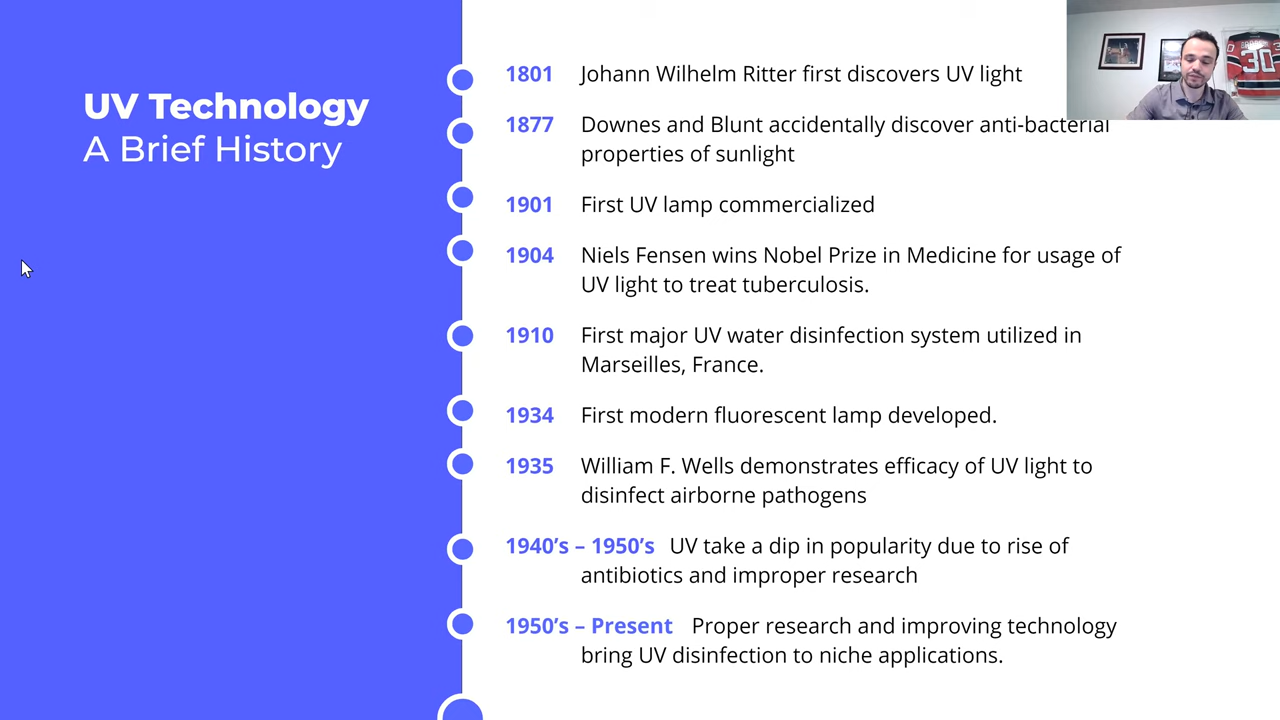 UV Technology
A Brief History
1801 Johann Wilhelm Ritter first discovers UV light
1877 Downes and Blunt accidentally discover anti-bacterial
properties of sunlight
1901 First UV lamp commercialized
1904 Niels Fensen wins Nobel Prize in Medicine for usage of
UV light to treat tuberculosis.
1910 First major UV water disinfection system utilized in
Marseilles, France.
1934 First modern fluorescent lamp developed.
1935 William F. Wells demonstrates efficacy of UV light to
disinfect airborne pathogens
1940’s – 1950’s UV take a dip in popularity due to rise of
antibiotics and improper research
1950’s – Present Proper research and improving technology
bring UV disinfection to niche applications.
30